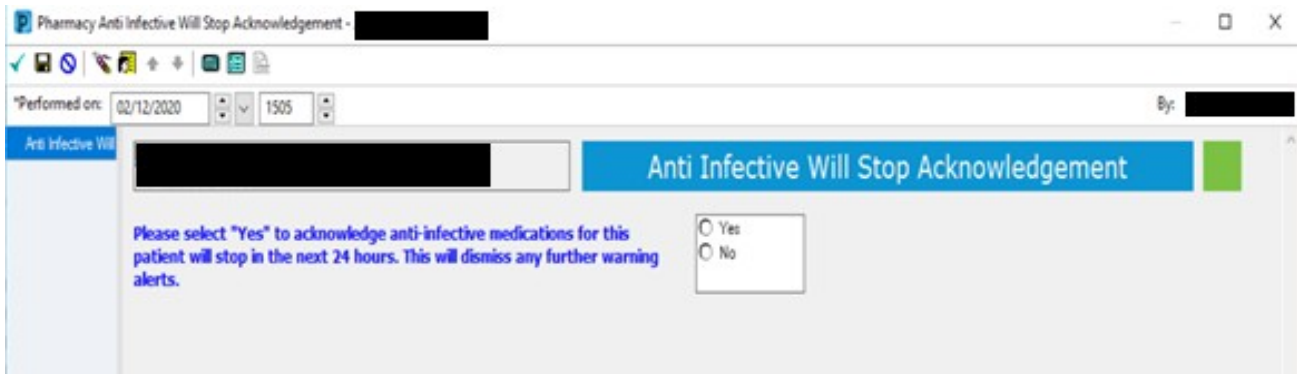 Pharmacy Anti Infective Will Stop Acknowledgement -
*Performed on: 02/12/2020 1505 By:
Anti Infective Will
Anti Infective Will Stop Acknowledgement
Please select "Yes" to acknowledge anti-infective medications for this
patient will stop in the next 24 hours. This will dismiss any further warning
alerts.
Yes
No